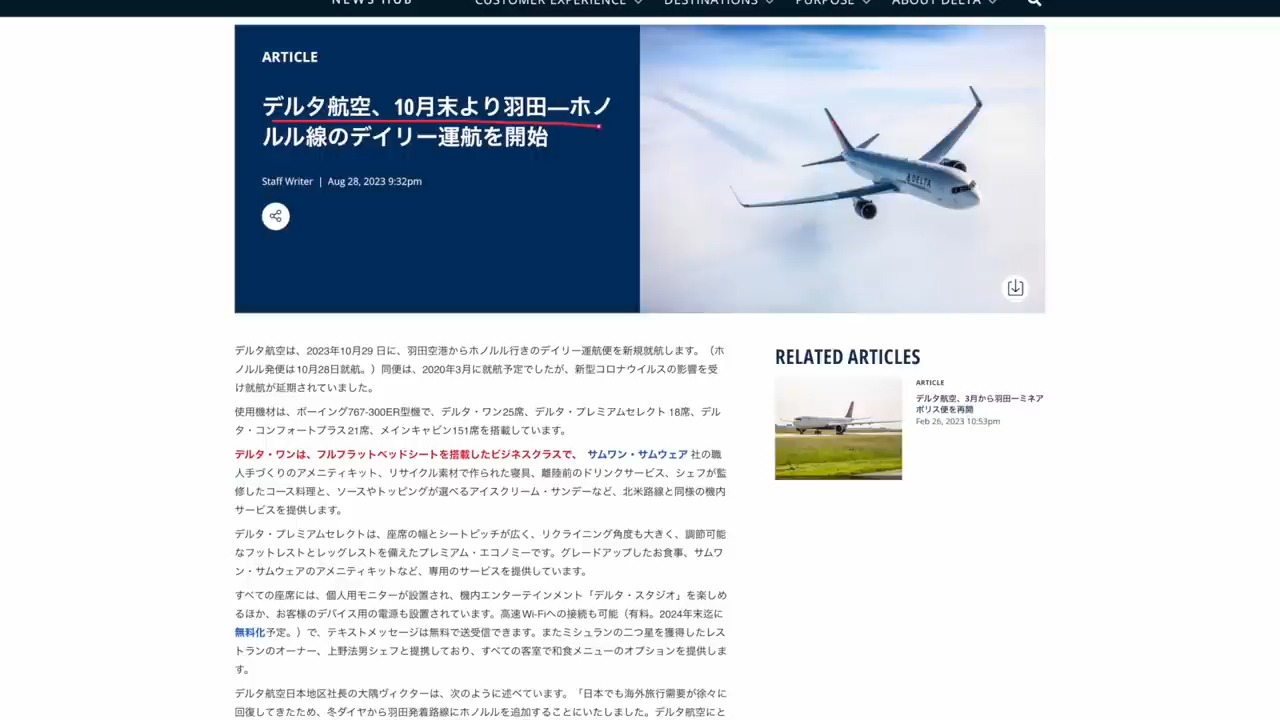 NEWS HUB
CUSTOMER EXPERIENCE
DESTINATIONS
PURPOSE
ABOUT DELTA
ARTICLE
デルタ航空、10月末より羽田—ホノ
ルル線のデイリー運航を開始
Staff Writer | Aug 28, 2023 9:32pm
DELTA
デルタ航空は、2023年10月29 日に、羽田空港からホノルル行きのデイリー運航便を新規就航します。（ホ
ノルル発便は10月28日就航。）同便は、2020年3月に就航予定でしたが、新型コロナウイルスの影響を受
け就航が延期されていました。
使用機材は、ボーイング767-300ER型機で、デルタ・ワン25席、デルタ・プレミアムセレクト 18席、デル
タ・コンフォートプラス21席、メインキャビン151席を搭載しています。
デルタ・ワンは、フルフラットベッドシートを搭載したビジネスクラスで、 サムワン・サムウェア 社の職
人手づくりのアメニティキット、リサイクル素材で作られた寝具、離陸前のドリンクサービス、シェフが監
修したコース料理と、ソースやトッピングが選べるアイスクリーム・サンデーなど、北米路線と同様の機内
サービスを提供します。
デルタ・プレミアムセレクトは、座席の幅とシートピッチが広く、リクライニング角度も大きく、調節可能
なフットレストとレッグレストを備えたプレミアム・エコノミーです。グレードアップしたお食事、サムワ
ン・サムウェアのアメニティキットなど、専用のサービスを提供しています。
すべての座席には、個人用モニターが設置され、機内エンターテインメント「デルタ・スタジオ」を楽しめ
るほか、お客様のデバイス用の電源も設置されています。高速Wi-Fiへの接続も可能（有料。2024年末迄に
無料化予定。）で、テキストメッセージは無料で送受信できます。またミシュランの二つ星を獲得したレス
トランのオーナー、上野法男シェフと提携しており、すべての客室で和食メニューのオプションを提供しま
す。
デルタ航空日本地区社長の大隅ヴィクターは、次のように述べています。「日本でも海外旅行需要が徐々に
回復してきたため、冬ダイヤから羽田発着路線にホノルルを追加することにいたしました。デルタ航空にと
RELATED ARTICLES
ARTICLE
デルタ航空、3月から羽田ーミネア
ポリス便を再開
Feb 26, 2023 10:53pm